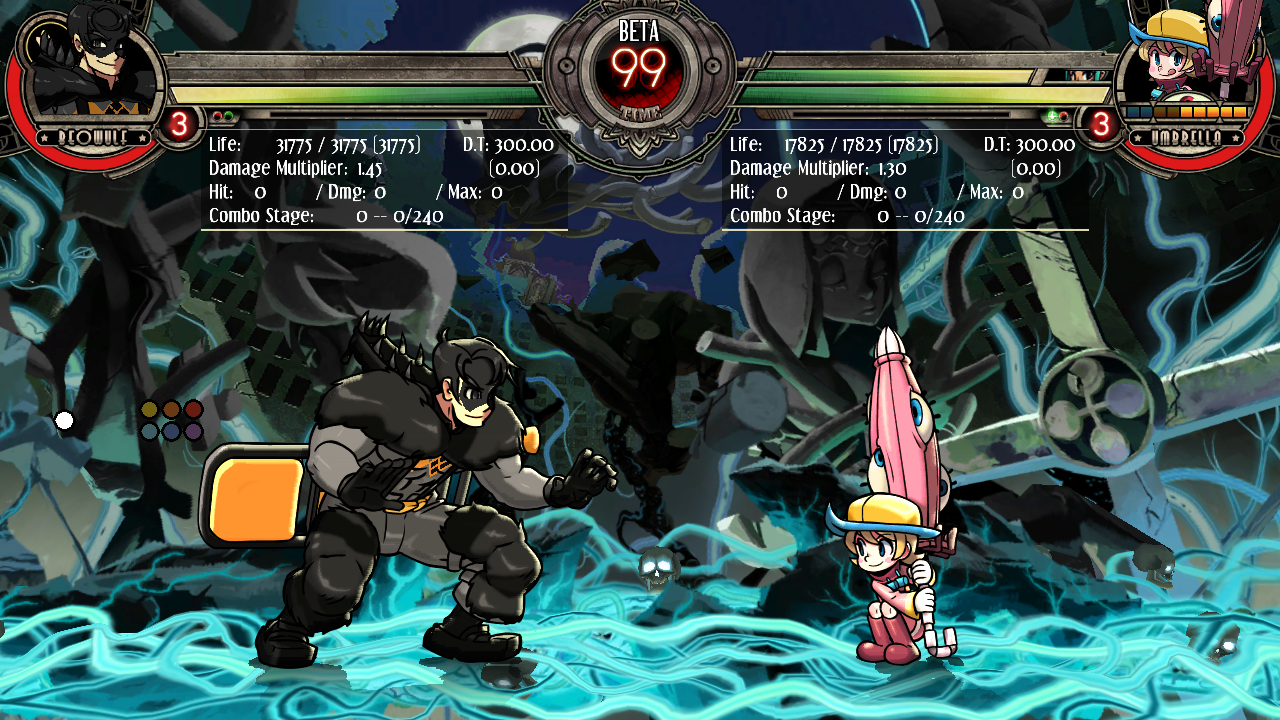 BETA
99
TIME
BEOWULF
3
3
UMBRELLA
Life: 31775 / 31775 (31775) D.T: 300.00
Damage Multiplier: 1.45 (0.00)
Hit: 0 / Dmg: 0 / Max: 0
Combo Stage: 0 -- 0/240
Life: 17825 / 17825 (17825) D.T: 300.00
Damage Multiplier: 1.30 (0.00)
Hit: 0 / Dmg: 0 / Max: 0
Combo Stage: 0 -- 0/240